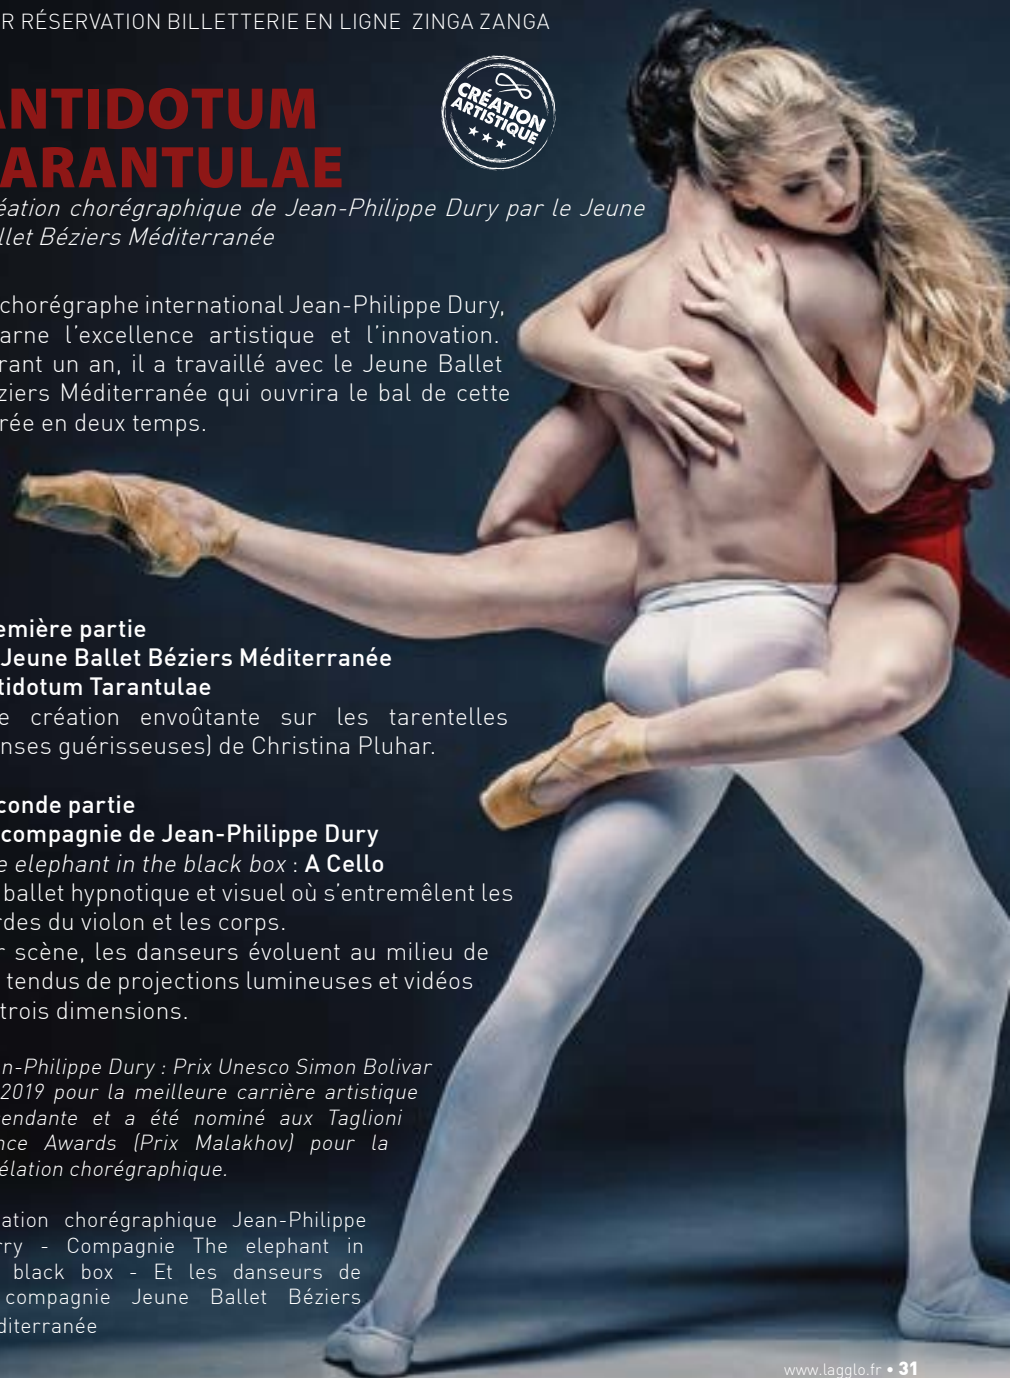 R RÉSERVATION BILLETTERIE EN LIGNE ZINGA ZANGA
CRÉATION
ARTISTIQUE
ANTIDOTUM
ARANTULAE
éation chorégraphique de Jean-Philippe Dury par le Jeune
llet Béziers Méditerranée
chorégraphe international Jean-Philippe Dury,
arne l'excellence artistique et l'innovation.
rant un an, il a travaillé avec le Jeune Ballet
ziers Méditerranée qui ouvrira le bal de cette
rée en deux temps.
emière partie
Jeune Ballet Béziers Méditerranée
tidotum Tarantulae
e création envoûtante sur les tarentelles
nses guérisseuses) de Christina Pluhar.
conde partie
compagnie de Jean-Philippe Dury
e elephant in the black box : A Cello
ballet hypnotique et visuel où s'entremêlent les
rdes du violon et les corps.
r scène, les danseurs évoluent au milieu de
tendus de projections lumineuses et vidéos
trois dimensions.
n-Philippe Dury : Prix Unesco Simon Bolivar
2019 pour la meilleure carrière artistique
endante et a été nominé aux Taglioni
nce Awards (Prix Malakhov) pour la
élation chorégraphique.
ation chorégraphique Jean-Philippe
rry - Compagnie The elephant in
black box - Et les danseurs de
compagnie Jeune Ballet Béziers
diterranée
www.lagglo.fr • 31